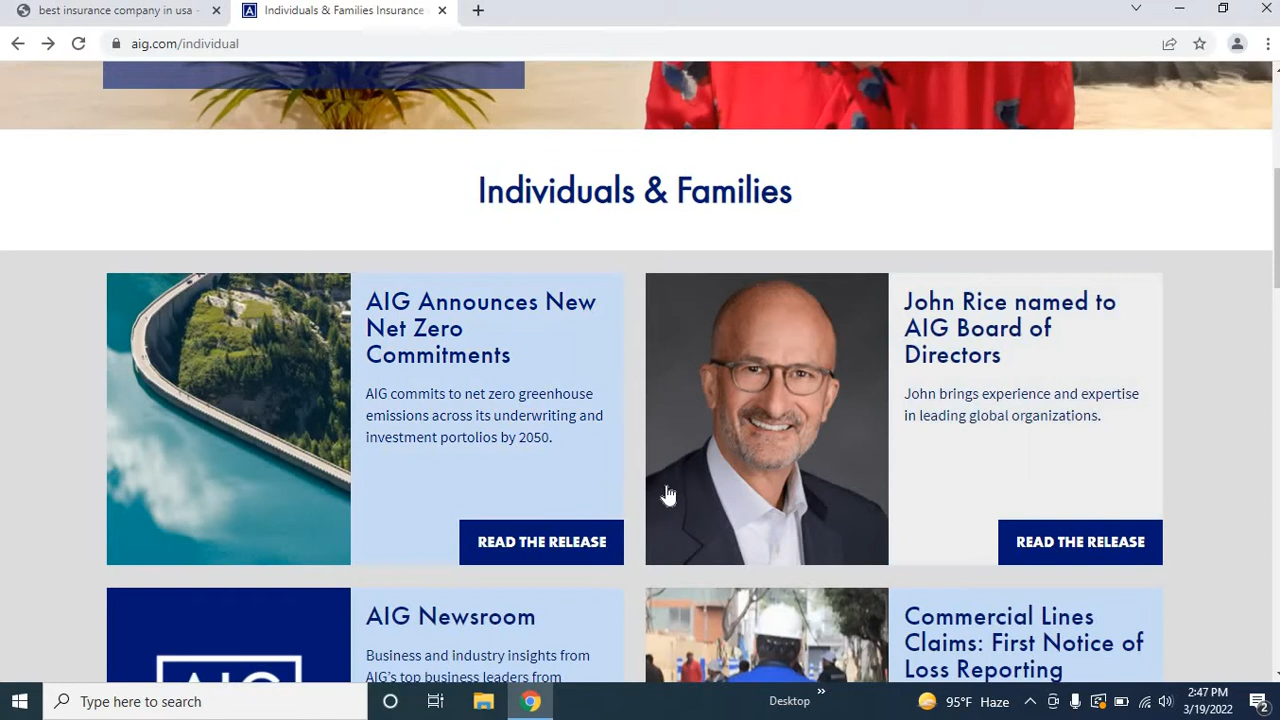 best insurance company in usa -
Individuals & Families Insurance
aig.com/individual
Individuals & Families
AIG Announces New
Net Zero
Commitments
AIG commits to net zero greenhouse
emissions across its underwriting and
investment portolios by 2050.
READ THE RELEASE
John Rice named to
AIG Board of
Directors
John brings experience and expertise
in leading global organizations.
READ THE RELEASE
AIG
AIG Newsroom
Business and industry insights from
AIG's top business leaders from
Commercial Lines
Claims: First Notice of
Loss Reporting
Type here to search
Desktop
95°F Haze
2:47 PM
3/19/2022
2